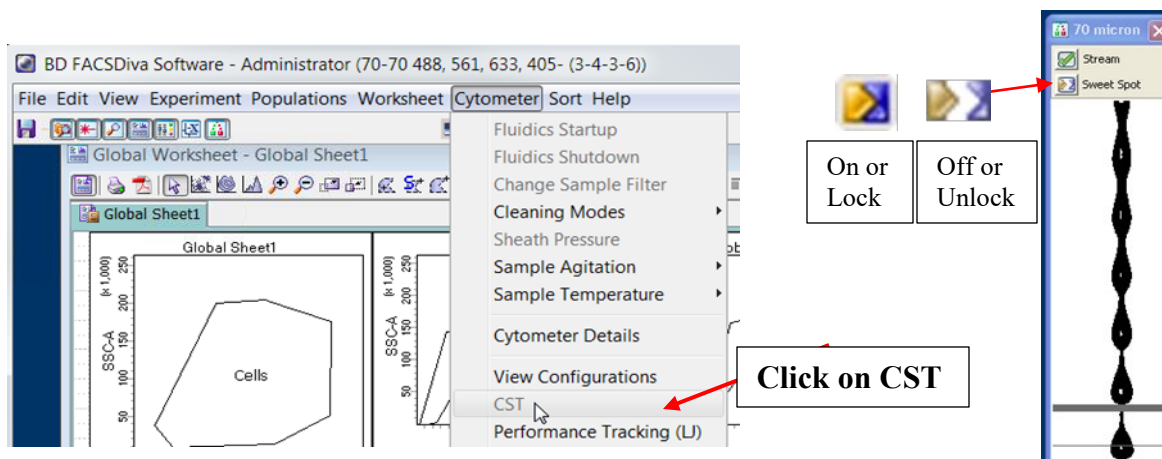 BD FACSDiva Software - Administrator (70-70 488, 561, 633, 405- (3-4-3-6))
File Edit View Experiment Populations Worksheet Cytometer Sort Help
Global Worksheet - Global Sheet1
Global Sheet1
Global Sheet1
SSC-A
(x 1,000)
50 100 150 200 250
Cells
SSC-A
(x 1,000)
50 100 150 200 250
Fluidics Startup
Fluidics Shutdown
Change Sample Filter
Cleaning Modes
Sheath Pressure
Sample Agitation
Sample Temperature
Cytometer Details
View Configurations
CST
Performance Tracking (LJ)
Click on CST
On or
Lock
Off or
Unlock
70 micron
Stream
Sweet Spot